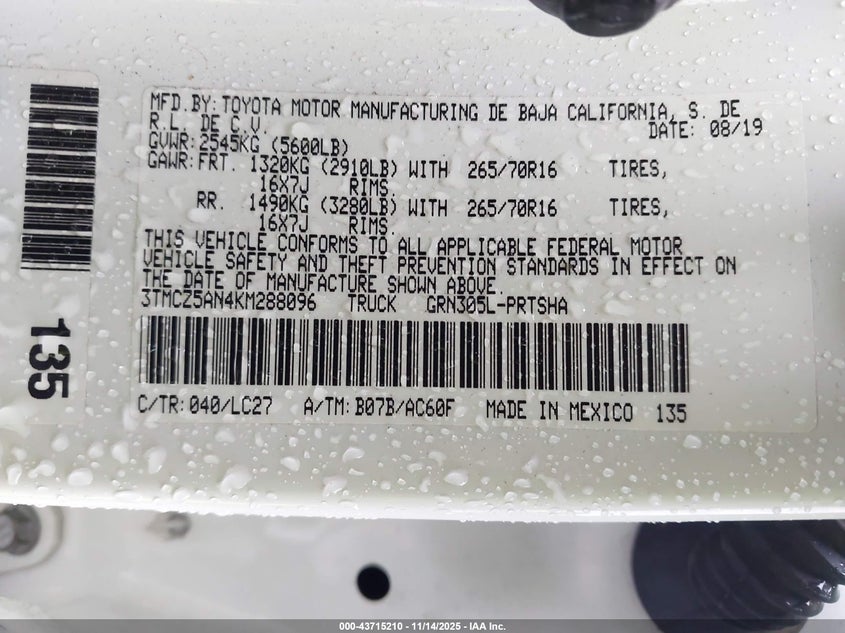 MFD.BY: TOYOTA MOTOR MANUFACTURING DE BAJA CALIFORNIA, S. DE
R.L. DE C.V. DATE: 08/19
GVWR: 2545KG (5600LB)
GAWR: FRT. 1320KG (2910LB) WITH 265/70R16 TIRES,
16X7J RIMS.
RR. 1490KG (3280LB) WITH 265/70R16 TIRES,
16X7J RIMS.
THIS VEHICLE CONFORMS TO ALL APPLICABLE FEDERAL MOTOR
VEHICLE SAFETY AND THEFT PREVENTION STANDARDS IN EFFECT ON
THE DATE OF MANUFACTURE SHOWN ABOVE.
3TMCZ5AN4KM288096 TRUCK GRN305L-PRTSHA
C/TR: 040/LC27 A/TM: B07B/AC60F MADE IN MEXICO 135
135
000-43715210 | 11/14/2025 - IAA Inc.